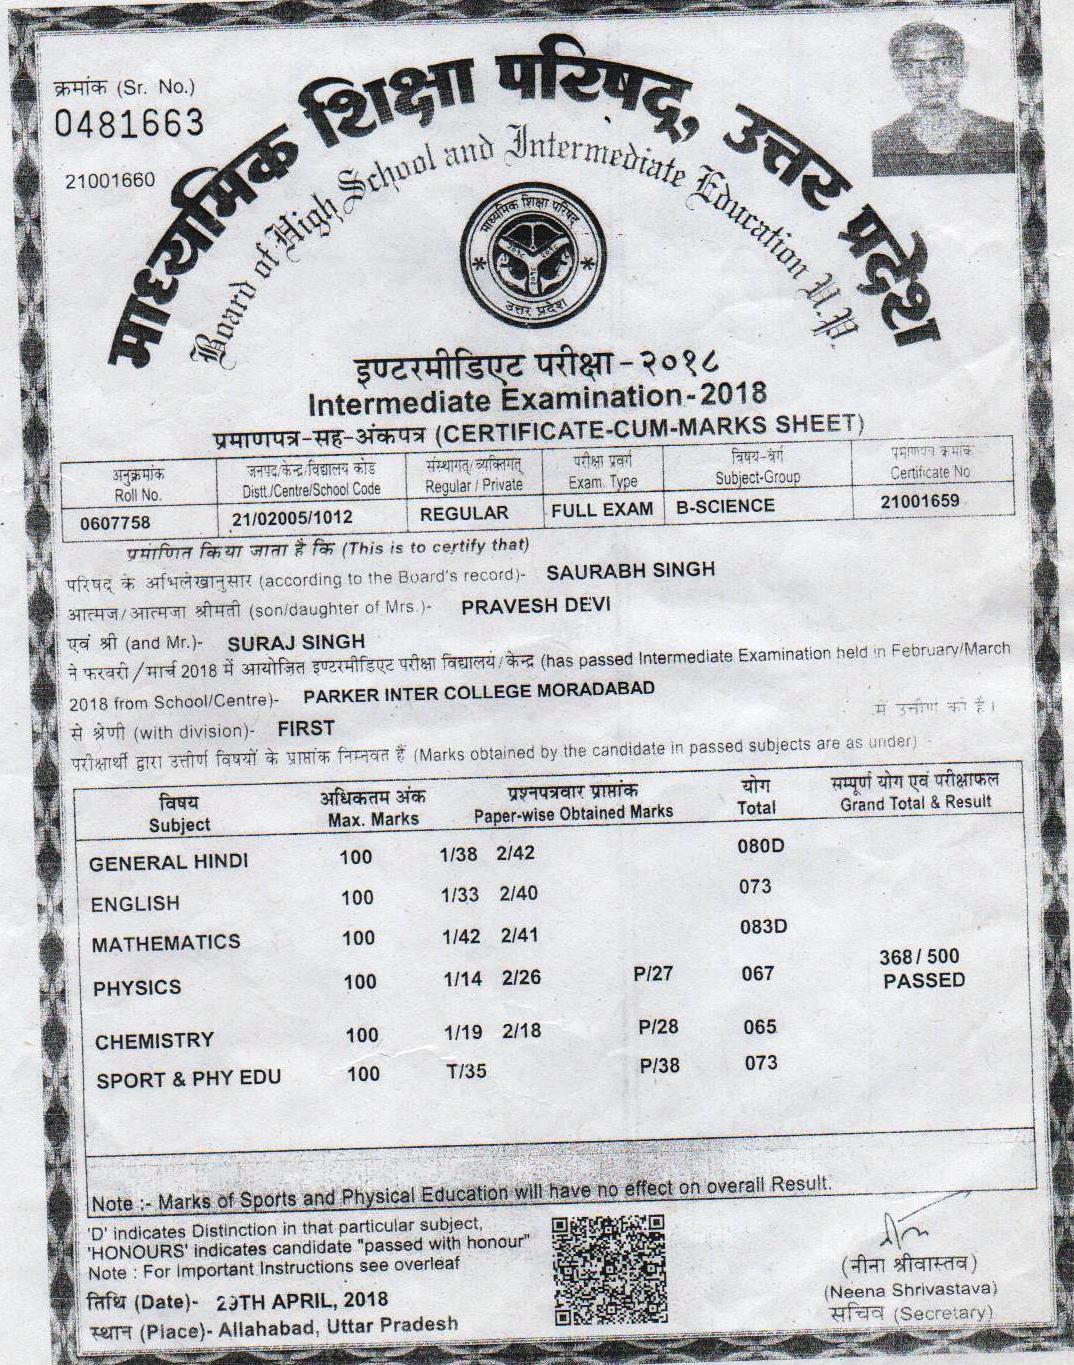 क्रमांक (Sr. No.)
0481663
21001660
माध्यमिक शिक्षा परिषद्, उत्तर प्रदेश
Board of High School and Intermediate Education U.P.
माध्यमिक शिक्षा परिषद
उत्तर प्रदेश
इण्टरमीडिएट परीक्षा-२०१८
Intermediate Examination-2018
प्रमाणपत्र-सह-अंकपत्र (CERTIFICATE-CUM-MARKS SHEET)
अनुक्रमांक जनपद/केन्द्र/विद्यालय कोड संस्थागत/व्यक्तिगत परीक्षा प्रवर्ग विषय-वर्ग प्रमाणपत्र क्रमांक
Roll No. Distt./Centre/School Code Regular / Private Exam. Type Subject-Group Certificate No
0607758 21/02005/1012 REGULAR FULL EXAM B-SCIENCE 21001659
प्रमाणित किया जाता है कि (This is to certify that)
परिषद के अभिलेखानुसार (according to the Board's record)- SAURABH SINGH
आत्मज/आत्मजा श्रीमती (son/daughter of Mrs.)- PRAVESH DEVI
एवं श्री (and Mr.)- SURAJ SINGH
ने फरवरी/मार्च 2018 में आयोजित इण्टरमीडिएट परीक्षा विद्यालय/केन्द्र (has passed Intermediate Examination held in February/March
2018 from School/Centre)- PARKER INTER COLLEGE MORADABAD
से श्रेणी (with division)- FIRST में उत्तीर्ण की है।
परीक्षार्थी द्वारा उत्तीर्ण विषयों के प्राप्तांक निम्नवत हैं (Marks obtained by the candidate in passed subjects are as under) -
विषय अधिकतम अंक प्रश्नपत्रवार प्राप्तांक योग सम्पूर्ण योग एवं परीक्षाफल
Subject Max. Marks Paper-wise Obtained Marks Total Grand Total & Result
GENERAL HINDI 100 1/38 2/42 080D
ENGLISH 100 1/33 2/40 073
MATHEMATICS 100 1/42 2/41 083D
368/ 500
PHYSICS 100 1/14 2/26 P/27 067 PASSED
CHEMISTRY 100 1/19 2/18 P/28 065
SPORT & PHY EDU 100 T/35 P/38 073
Note :- Marks of Sports and Physical Education will have no effect on overall Result.
'D' indicates Distinction in that particular subject,
'HONOURS' indicates candidate "passed with honour"
Note : For Important Instructions see overleaf
तिथि (Date)- 29TH APRIL, 2018
स्थान (Place)- Allahabad, Uttar Pradesh
(नीना श्रीवास्तव)
(Neena Shrivastava)
सचिव (Secretary)